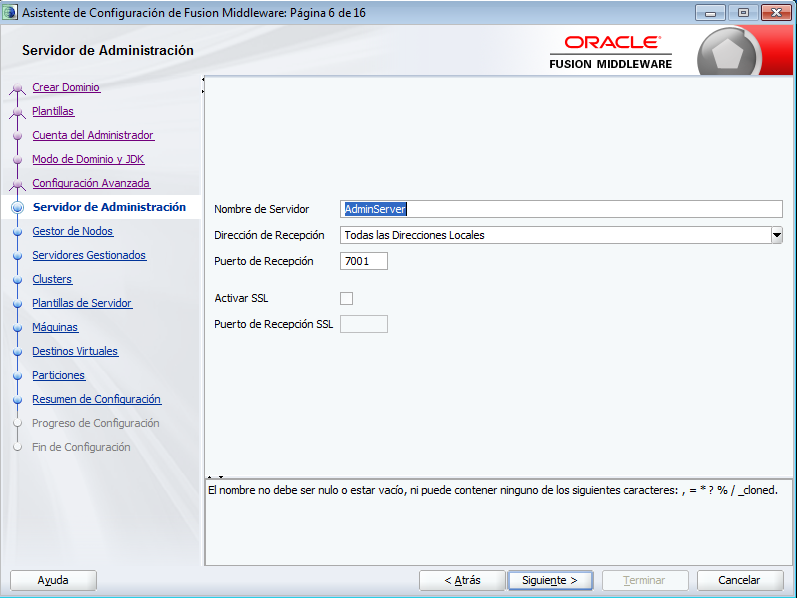 Asistente de Configuración de Fusion Middleware: Página 6 de 16
Servidor de Administración
ORACLE
FUSION MIDDLEWARE
Crear Dominio
Plantillas
Cuenta del Administrador
Modo de Dominio y JDK
Configuración Avanzada
Servidor de Administración
Gestor de Nodos
Servidores Gestionados
Clusters
Plantillas de Servidor
Máquinas
Destinos Virtuales
Particiones
Resumen de Configuración
Progreso de Configuración
Fin de Configuración
Nombre de Servidor AdminServer
Dirección de Recepción Todas las Direcciones Locales
Puerto de Recepción 7001
Activar SSL
Puerto de Recepción SSL
El nombre no debe ser nulo o estar vacío, ni puede contener ninguno de los siguientes caracteres: , = * ? % / _cloned.
Ayuda < Atrás Siguiente > Terminar Cancelar